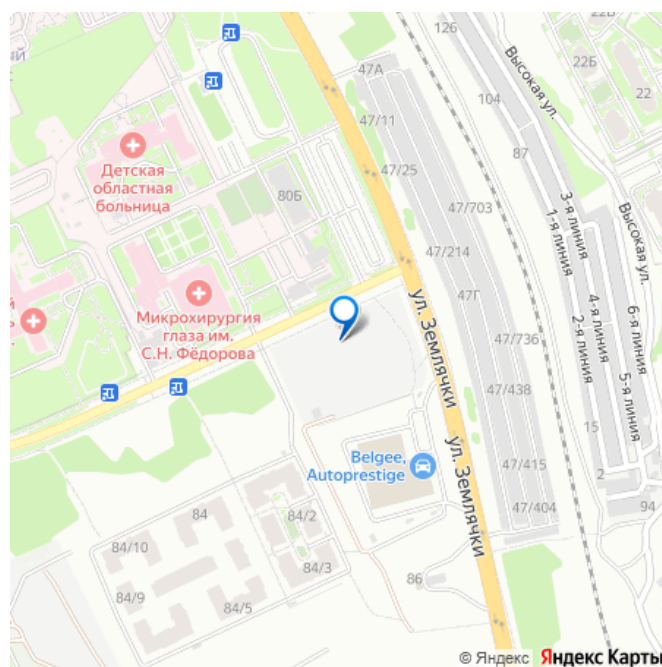 12б
Высокая ул.
22Б
22
47А
104
47/11
87
Детская
областная
больница
47/25
80Б
47/703
3-я линия
1-я линия
Высокая ул.
47/214
4-я линия
6-я линия
47Г
2-я линия
Микрохирургия
глаза им.
С.Н. Фёдорова
ул. Землячки
47/736
5-я линия
47/438
15
ул. Землячки
Belgee,
Autoprestige
47/415
2
84
84/2
47/404
94
84/10
84/3
86
84/9
84/5
© Яндекс Яндекс Карты